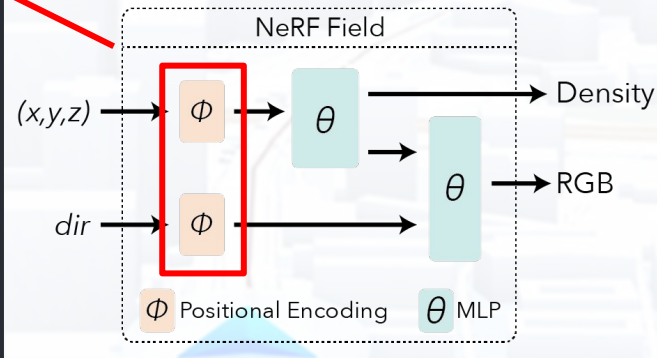 NeRF Field
(x,y,z)
Φ
θ
Density
θ
RGB
dir
Φ
Φ Positional Encoding
θ MLP